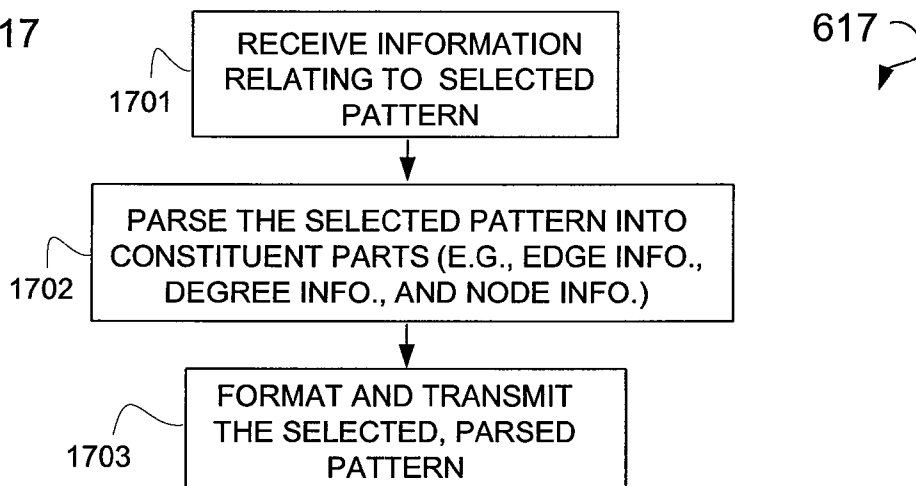 17
617
RECEIVE INFORMATION
RELATING TO SELECTED
PATTERN
1701
PARSE THE SELECTED PATTERN INTO
CONSTITUENT PARTS (E.G., EDGE INFO.,
DEGREE INFO., AND NODE INFO.)
1702
FORMAT AND TRANSMIT
THE SELECTED, PARSED
PATTERN
1703